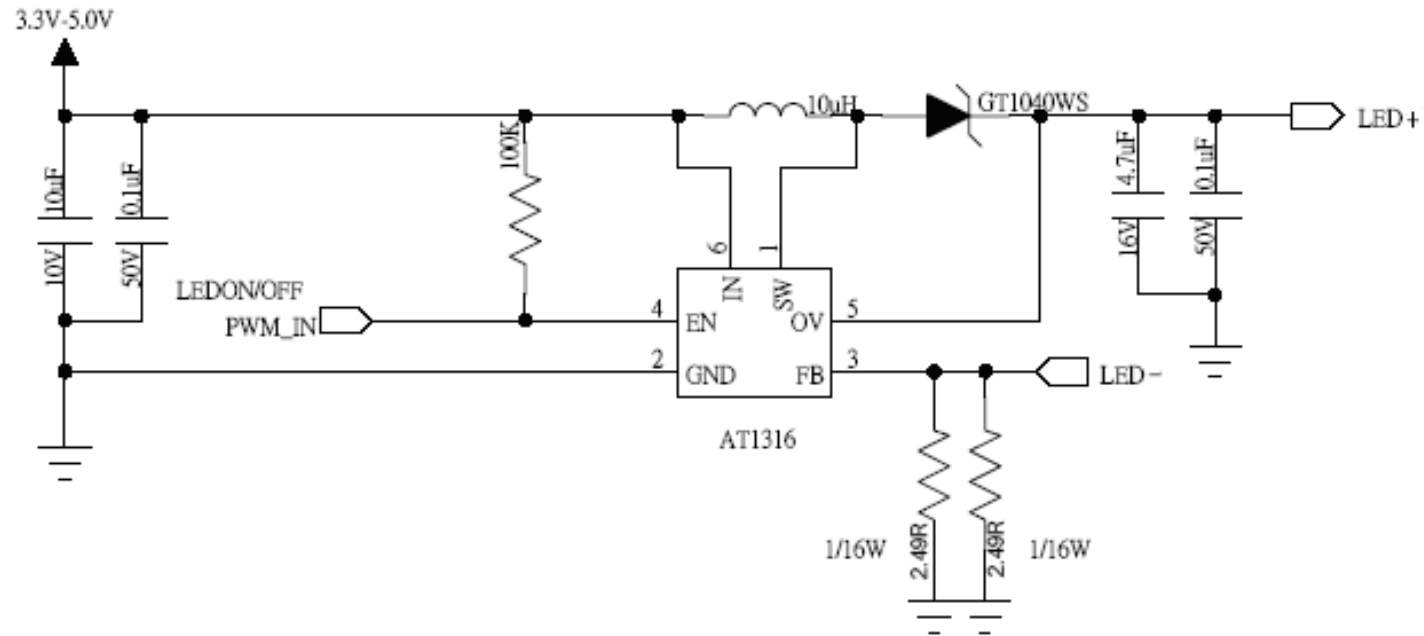 3.3V-5.0V
10uH
GT1040WS
LED+
100K
10uF
0.1uF
4.7uF
0.1uF
10V
50V
16V
50V
LEDON/OFF
PWM_IN
6
1
IN
SW
4
EN
OV
5
2
GND
FB
3
LED-
AT1316
1/16W
2.49R
2.49R
1/16W